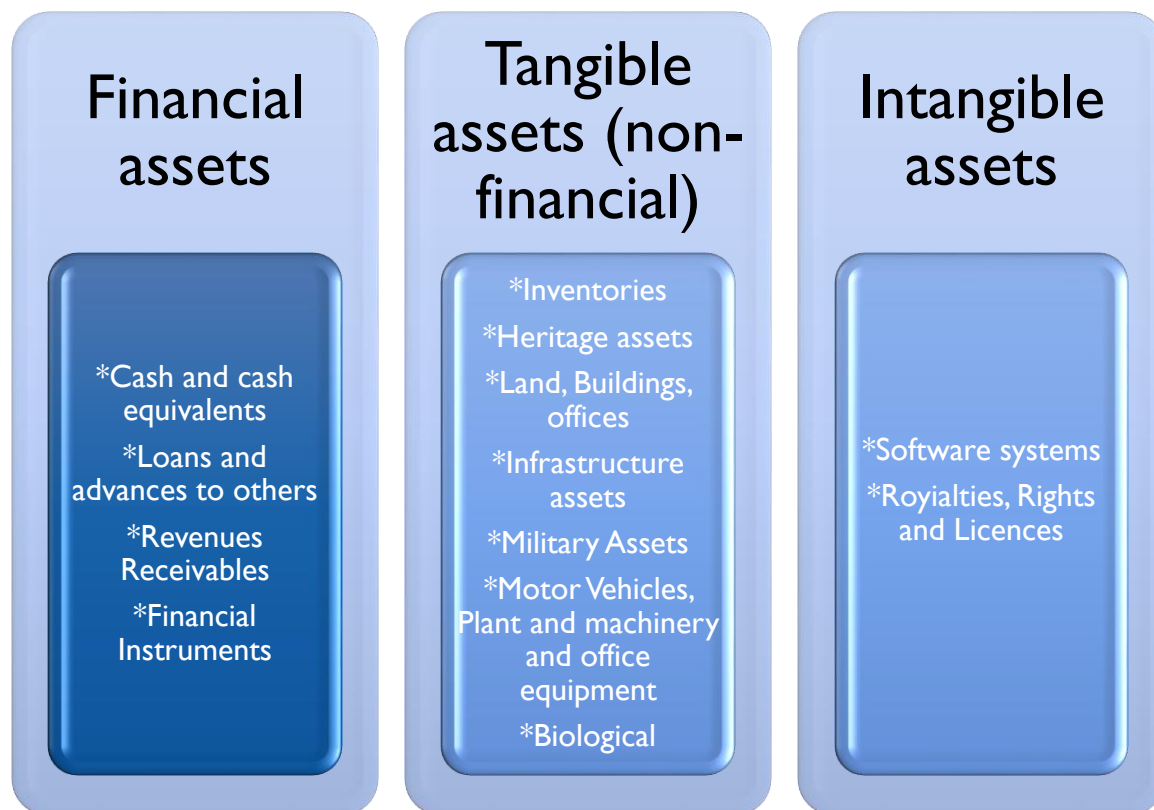 Financial
assets
*Cash and cash
equivalents
*Loans and
advances to others
*Revenues
Receivables
*Financial
Instruments
Tangible
assets (non-
financial)
*Inventories
*Heritage assets
*Land, Buildings,
offices
*Infrastructure
assets
*Military Assets
*Motor Vehicles,
Plant and machinery
and office
equipment
*Biological
Intangible
assets
*Software systems
*Royialties, Rights
and Licences